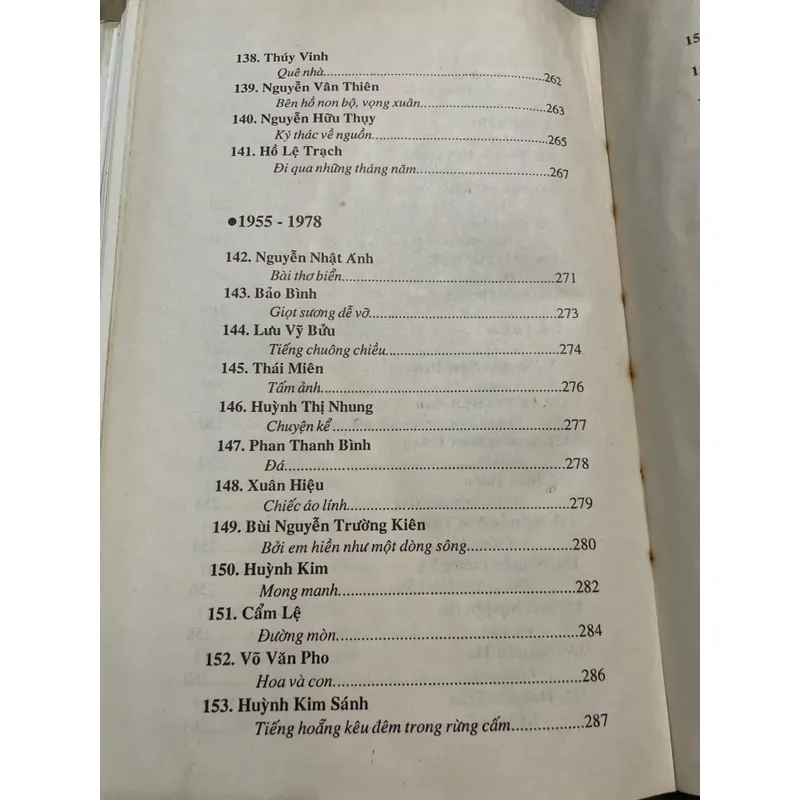 138. Thúy Vinh
Quê nhà........262
139. Nguyễn Vân Thiên
Bên hồ non bộ, vọng xuân........263
140. Nguyễn Hữu Thụy
Ký thác về nguồn........265
141. Hồ Lệ Trạch
Đi qua những tháng năm........267
●1955 - 1978
142. Nguyễn Nhật Ánh
Bài thơ biển........271
143. Bảo Bình
Giọt sương dễ vỡ........273
144. Lưu Vỹ Bửu
Tiếng chuông chiều........274
145. Thái Miên
Tấm ảnh........276
146. Huỳnh Thị Nhung
Chuyện kể........277
147. Phan Thanh Bình
Đá........278
148. Xuân Hiệu
Chiếc áo lính........279
149. Bùi Nguyễn Trường Kiên
Bởi em hiền như một dòng sông........280
150. Huỳnh Kim
Mong manh........282
151. Cẩm Lệ
Đường mòn........284
152. Võ Văn Pho
Hoa và con........286
153. Huỳnh Kim Sánh
Tiếng hoẵng kêu đêm trong rừng cấm........287